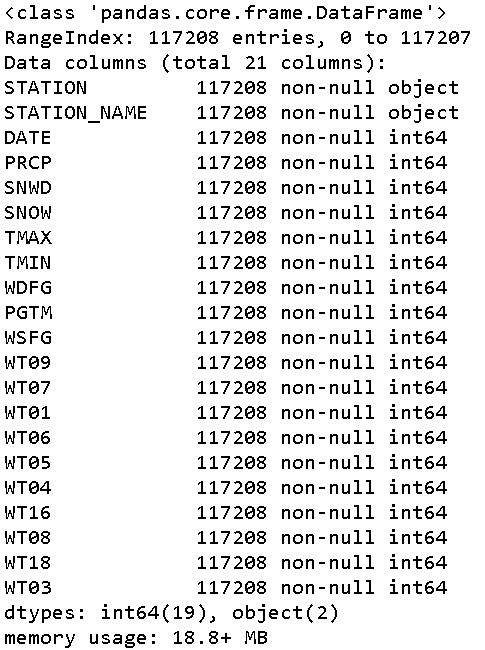 <class 'pandas.core.frame.DataFrame'>
RangeIndex: 117208 entries, 0 to 117207
Data columns (total 21 columns):
STATION         117208 non-null object
STATION_NAME    117208 non-null object
DATE            117208 non-null int64
PRCP            117208 non-null int64
SNWD            117208 non-null int64
SNOW            117208 non-null int64
TMAX            117208 non-null int64
TMIN            117208 non-null int64
WDFG            117208 non-null int64
PGTM            117208 non-null int64
WSFG            117208 non-null int64
WT09            117208 non-null int64
WT07            117208 non-null int64
WT01            117208 non-null int64
WT06            117208 non-null int64
WT05            117208 non-null int64
WT04            117208 non-null int64
WT16            117208 non-null int64
WT08            117208 non-null int64
WT18            117208 non-null int64
WT03            117208 non-null int64
dtypes: int64(19), object(2)
memory usage: 18.8+ MB